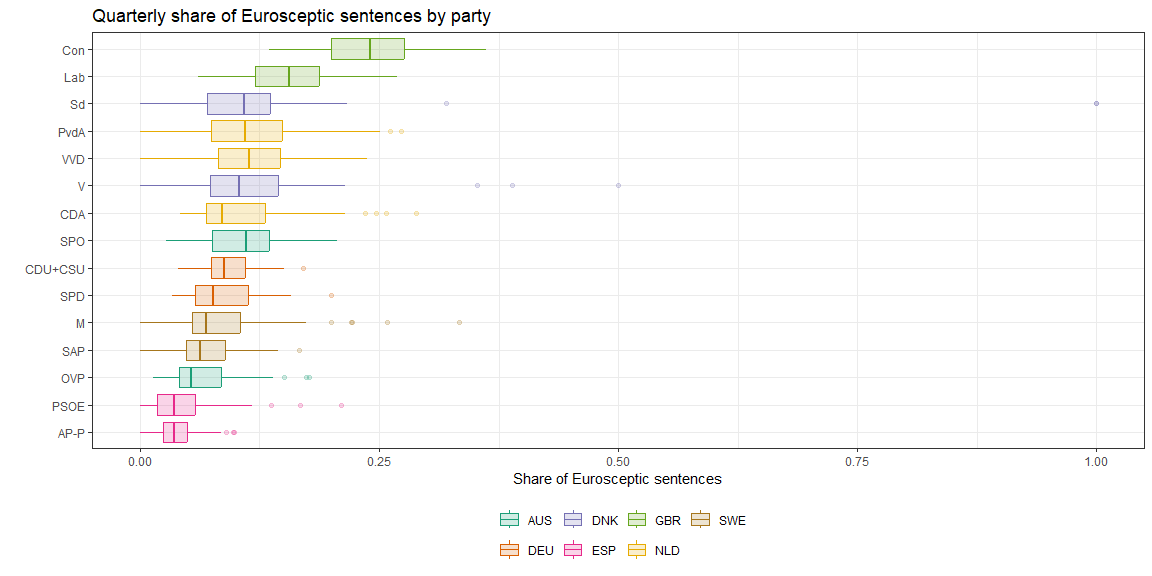 Quarterly share of Eurosceptic sentences by party
Con
Lab
Sd
PvdA
VVD
V
CDA
SPO
CDU+CSU
SPD
M
SAP
OVP
PSOE
AP-P
0.00 0.25 0.50 0.75 1.00
Share of Eurosceptic sentences
AUS DNK GBR SWE
DEU ESP NLD